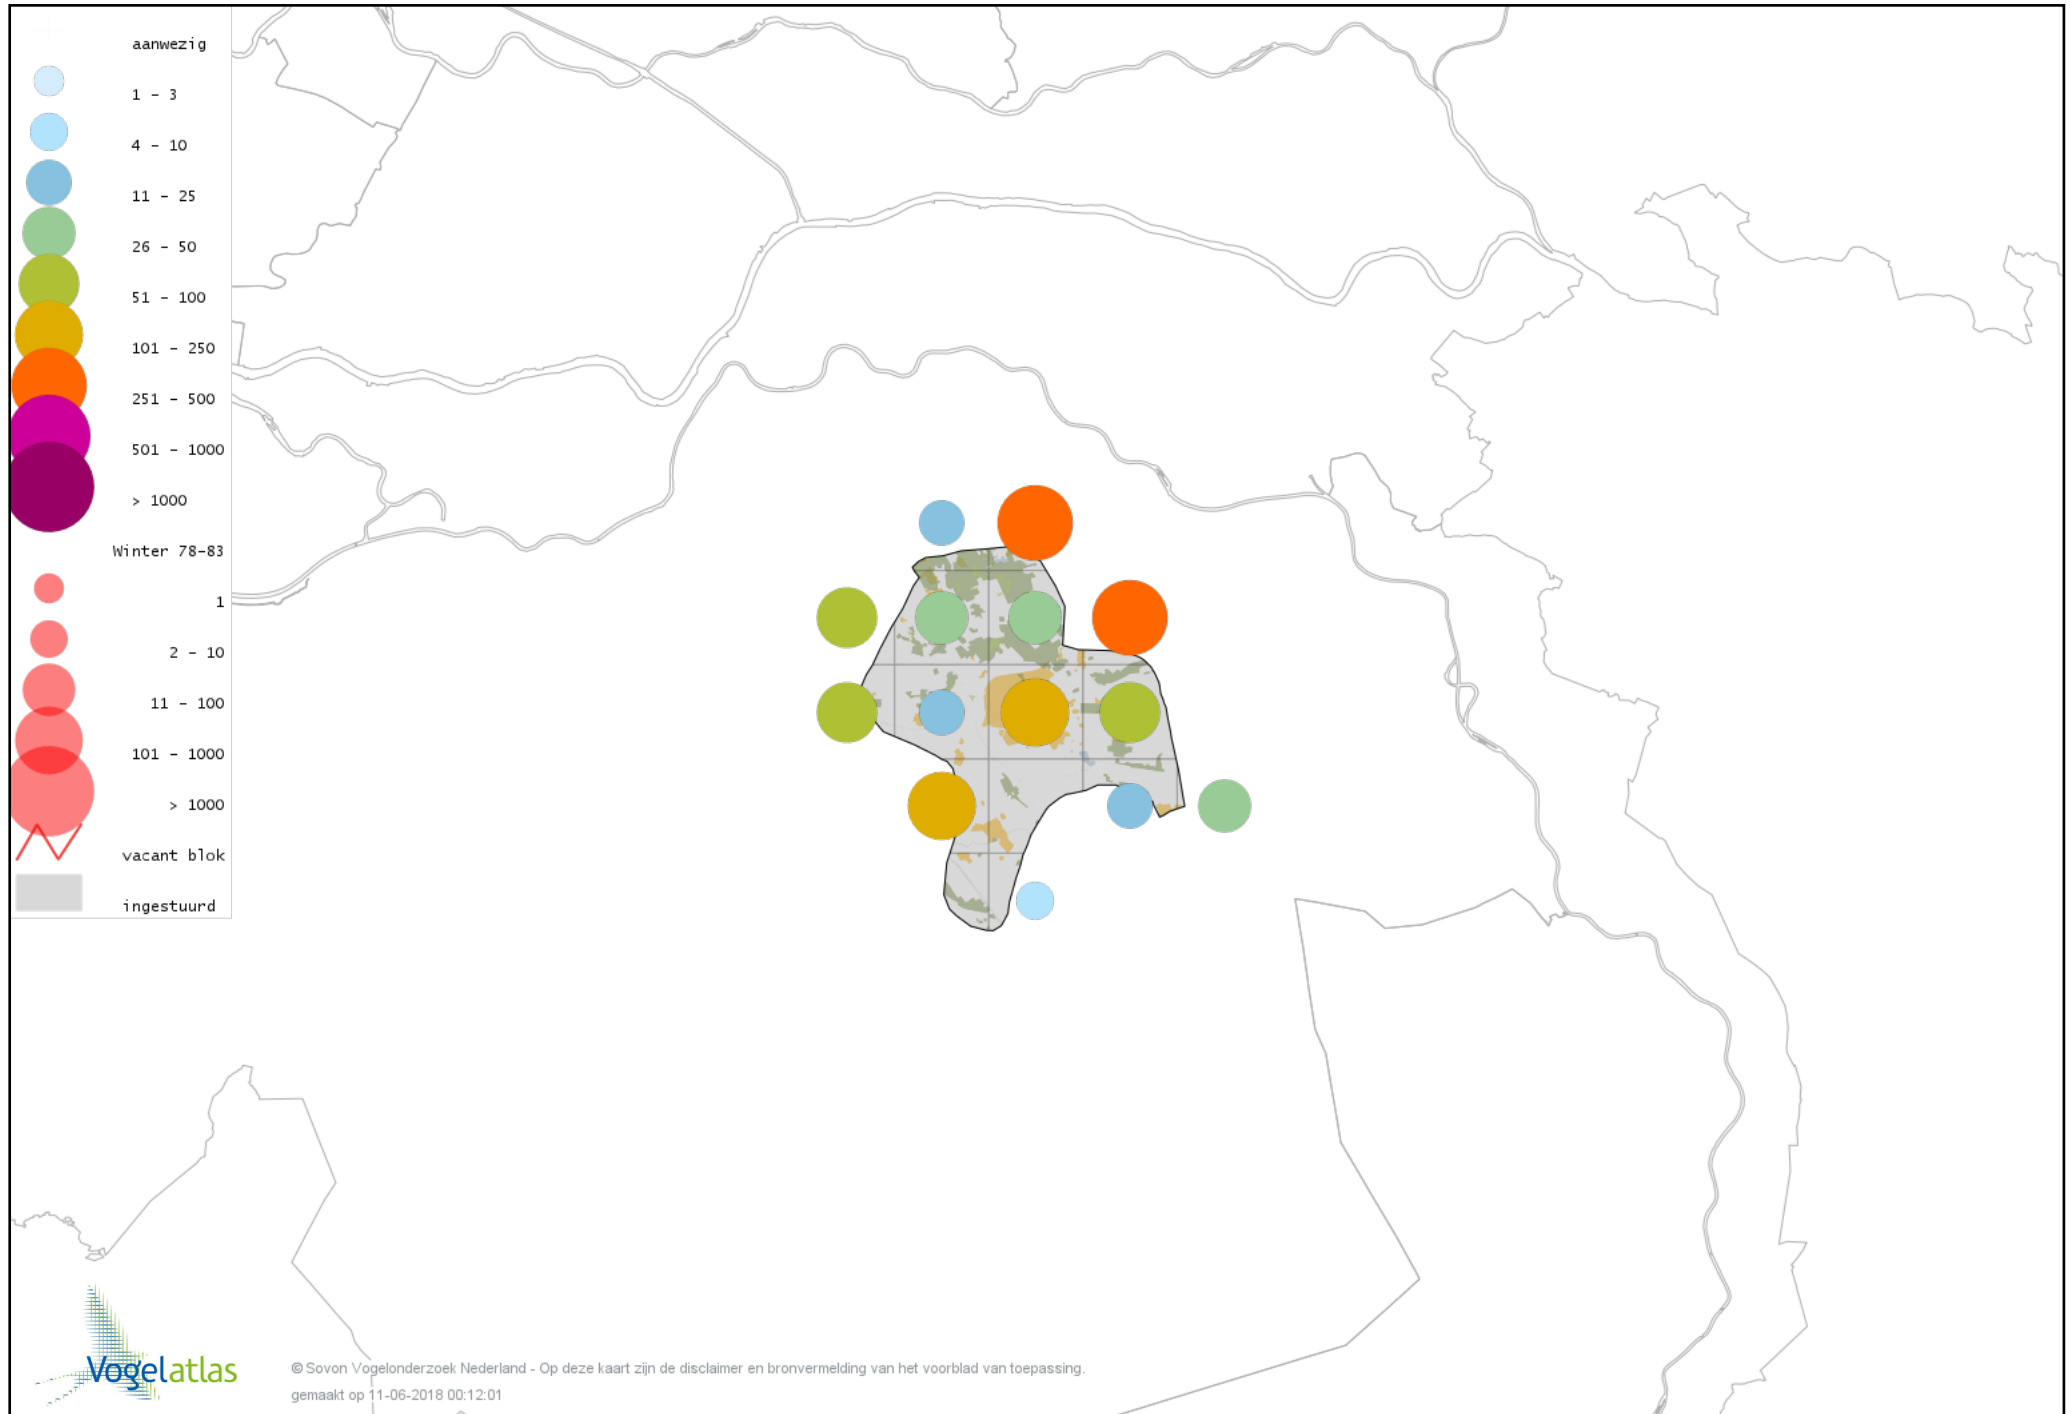 aanwezig
1 - 3
4 - 10
11 - 25
26 - 50
51 - 100
101 - 250
251 - 500
501 - 1000
> 1000
Winter 78-83
1
2 - 10
11 - 100
101 - 1000
> 1000
vacant blok
ingestuurd
Vogelatlas
© Sovon Vogelonderzoek Nederland - Op deze kaart zijn de disclaimer en bronvermelding van het voorblad van toepassing.
gemaakt op 11-06-2018 00:12:01